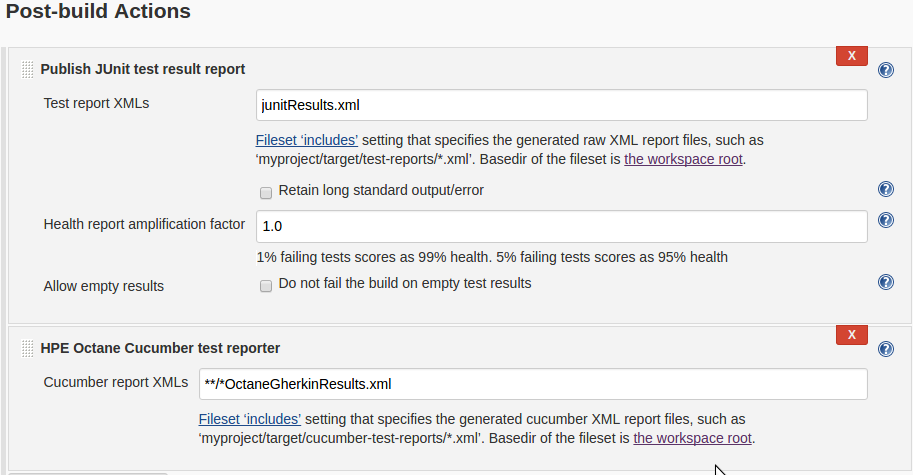 Post-build Actions
X
Publish JUnit test result report
?
Test report XMLs
junitResults.xml
Fileset ‘includes’ setting that specifies the generated raw XML report files, such as
‘myproject/target/test-reports/*.xml’. Basedir of the fileset is the workspace root.
Retain long standard output/error
?
Health report amplification factor
1.0
?
1% failing tests scores as 99% health. 5% failing tests scores as 95% health
Allow empty results
Do not fail the build on empty test results
?
X
HPE Octane Cucumber test reporter
?
Cucumber report XMLs
**/*OctaneGherkinResults.xml
Fileset ‘includes’ setting that specifies the generated cucumber XML report files, such as
‘myproject/target/cucumber-test-reports/*.xml’. Basedir of the fileset is the workspace root.